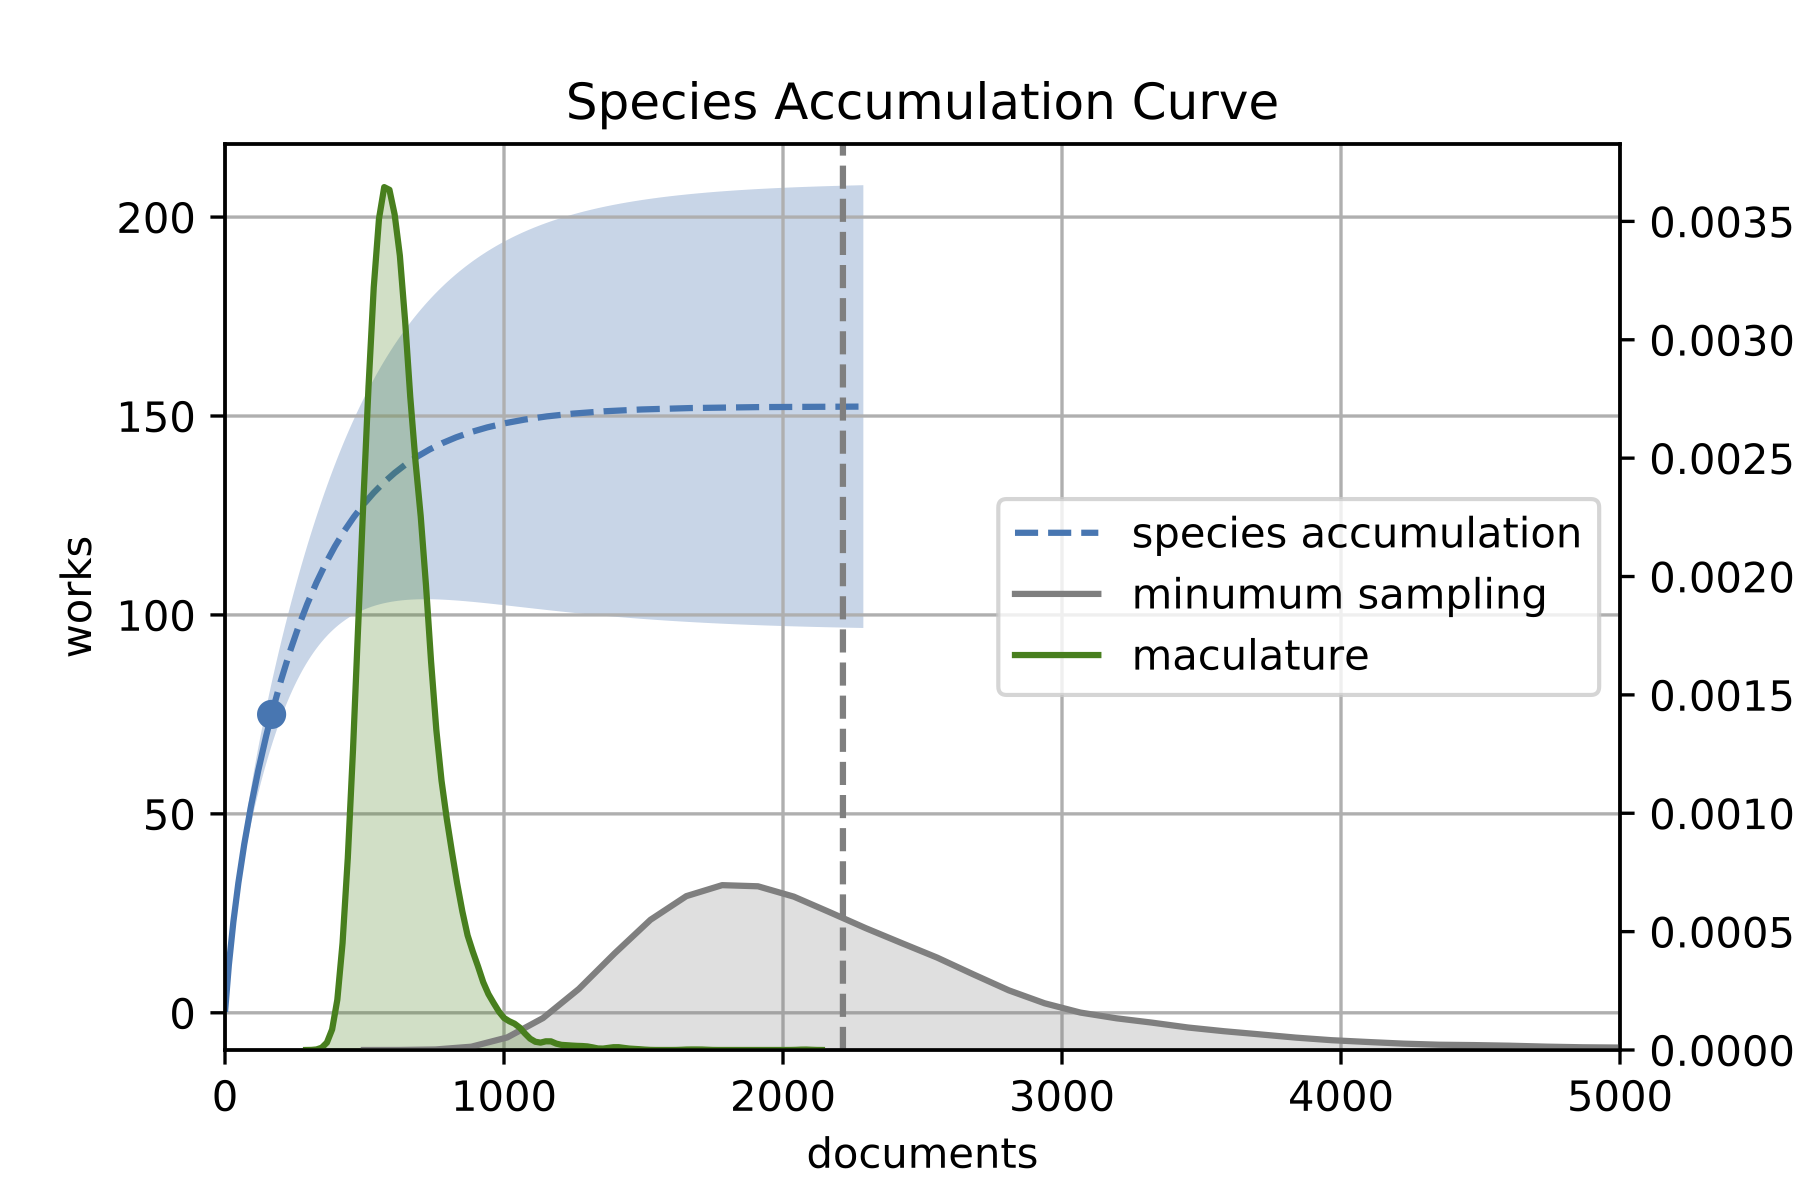 Species Accumulation Curve
200
150
100
50
0
works
0.0035
0.0030
0.0025
0.0020
0.0015
0.0010
0.0005
0.0000
species accumulation
minumum sampling
maculature
0 1000 2000 3000 4000 5000
documents